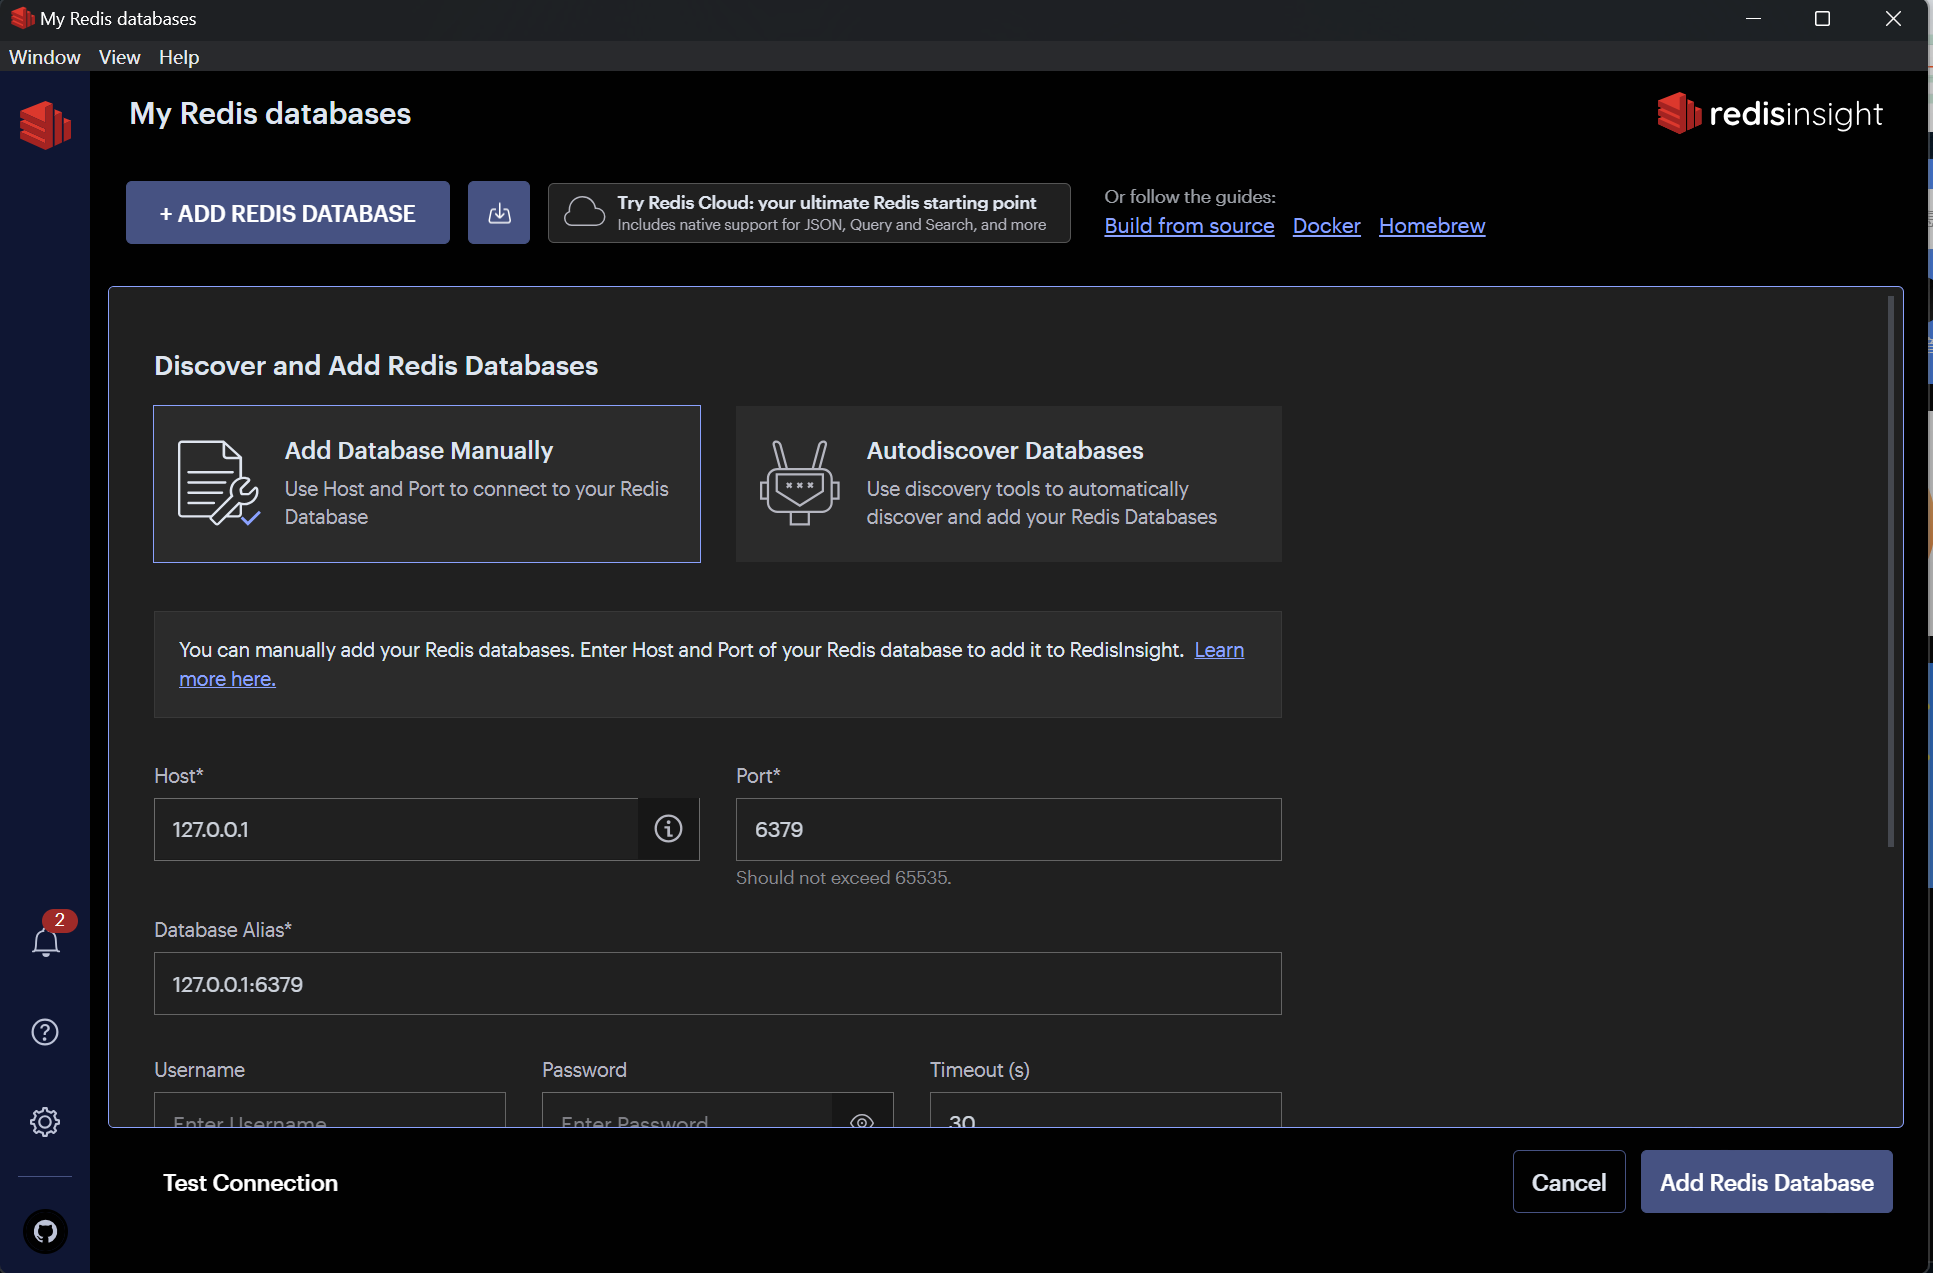 My Redis databases
Window View Help
My Redis databases
redisinsight
+ ADD REDIS DATABASE
Try Redis Cloud: your ultimate Redis starting point
Includes native support for JSON, Query and Search, and more
Or follow the guides:
Build from source Docker Homebrew
Discover and Add Redis Databases
Add Database Manually
Use Host and Port to connect to your Redis
Database
Autodiscover Databases
Use discovery tools to automatically
discover and add your Redis Databases
You can manually add your Redis databases. Enter Host and Port of your Redis database to add it to RedisInsight. Learn
more here.
Host*
127.0.0.1
Port*
6379
Should not exceed 65535.
Database Alias*
127.0.0.1:6379
Username
Enter Username
Password
Enter Password
Timeout (s)
30
2
Test Connection
Cancel
Add Redis Database